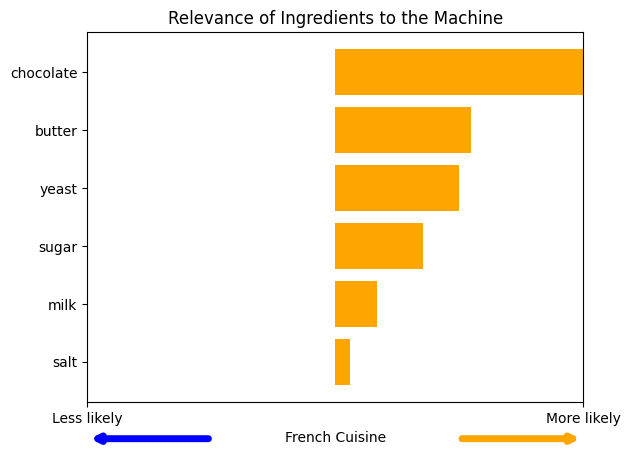 Relevance of Ingredients to the Machine
chocolate
butter
yeast
sugar
milk
salt
Less likely
More likely
French Cuisine